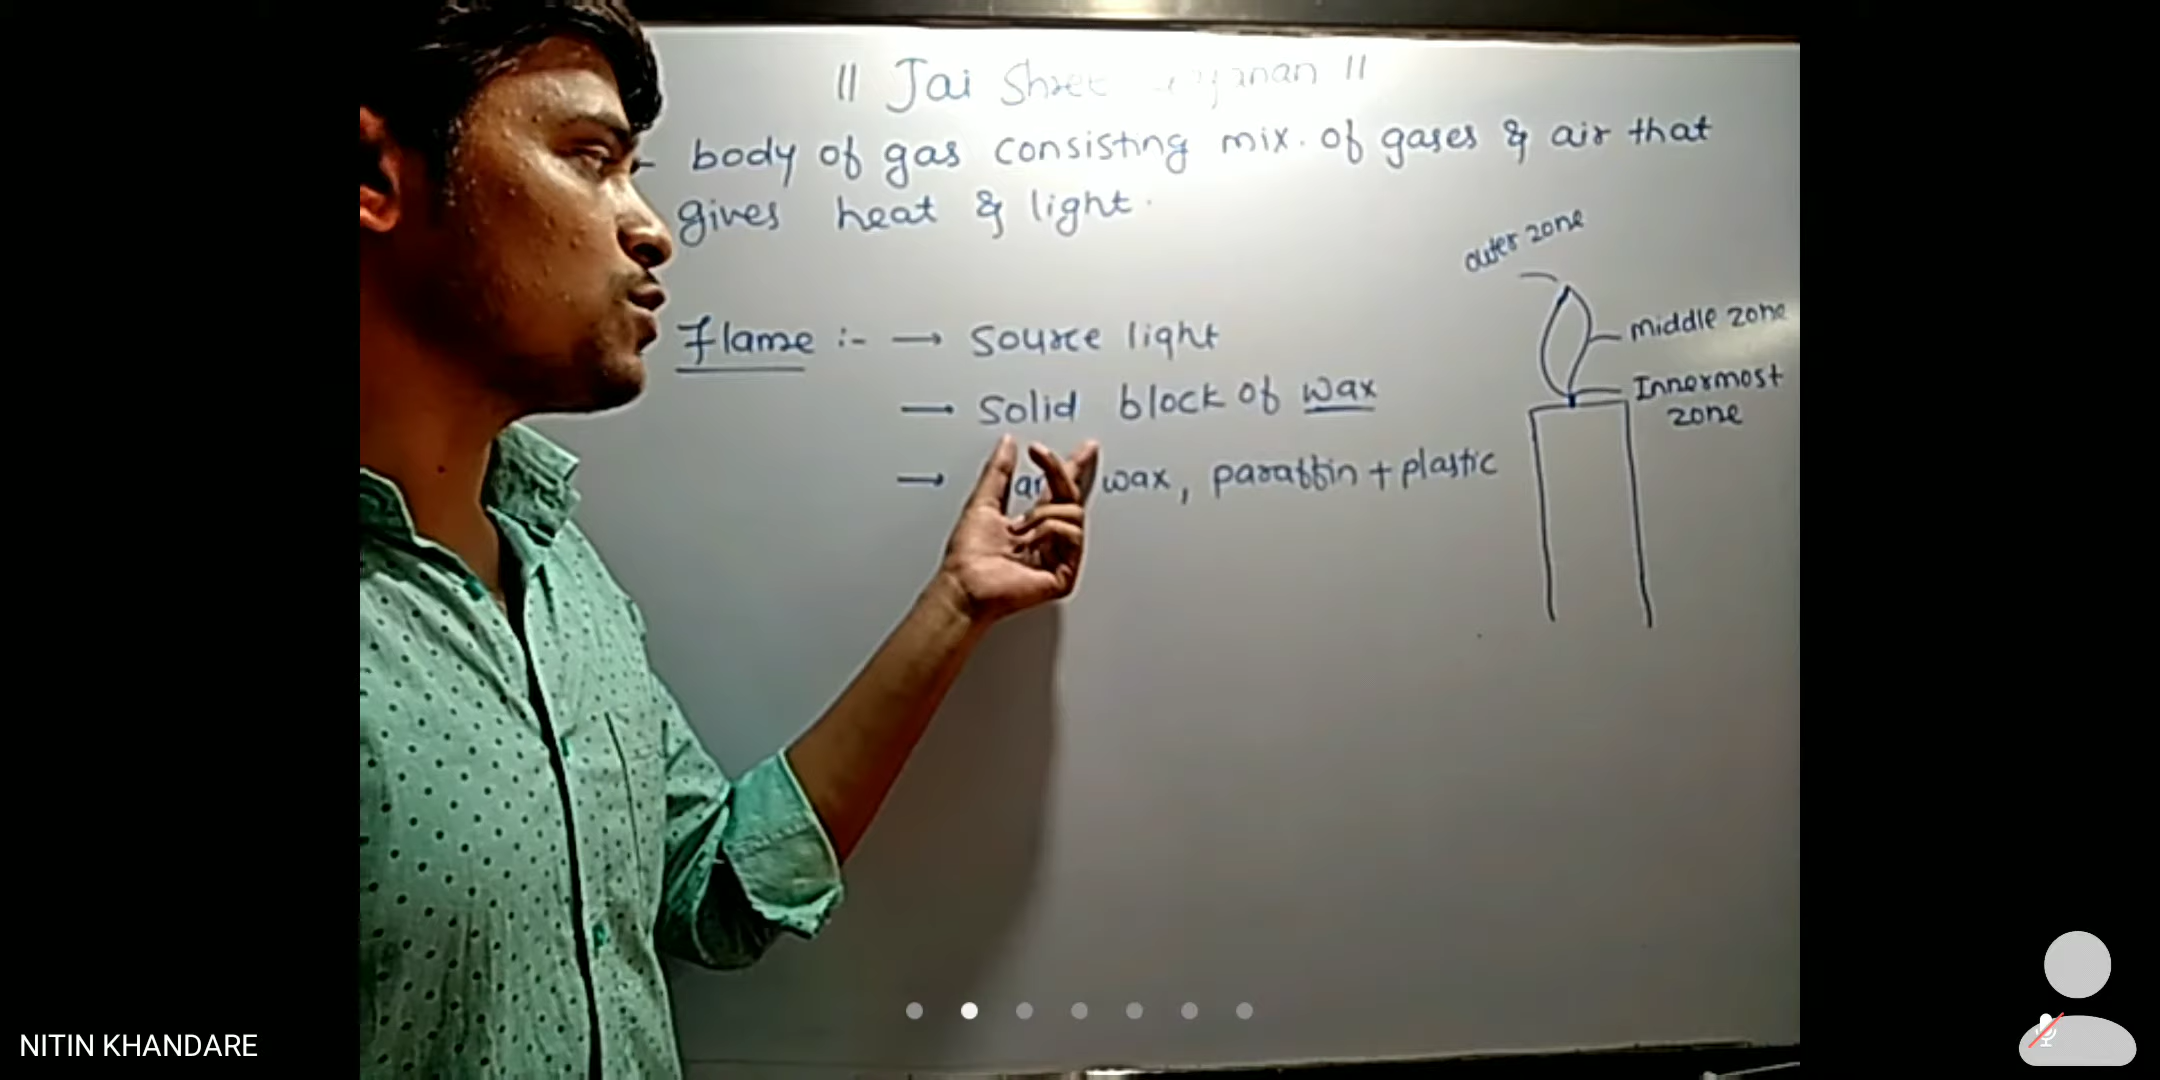 || Jai Shree ||
- body of gas consisting mix. of gases & air that
gives heat & light.
outer zone
Flame :- → Source light
middle zone
→ Solid block of wax
Innermost
zone
→ wax, paraffin + plastic
NITIN KHANDARE